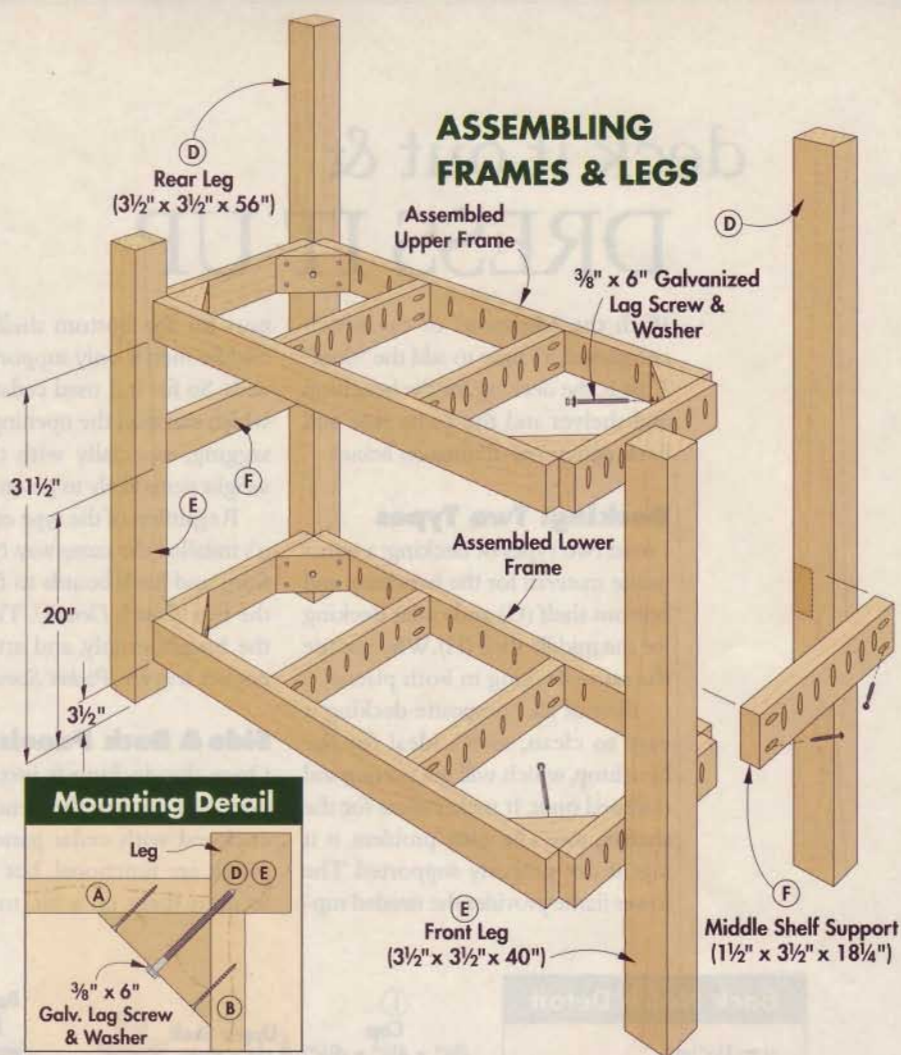 ASSEMBLING
FRAMES & LEGS
D
Rear Leg
(3½" x 3½" x 56")
Assembled
Upper Frame
D
⅜" x 6" Galvanized
Lag Screw &
Washer
F
31½"
E
Assembled Lower
Frame
20"
3½"
Mounting Detail
Leg
A
D E
B
⅜" x 6"
Galv. Lag Screw
& Washer
E
Front Leg
(3½" x 3½" x 40")
F
Middle Shelf Support
(1½" x 3½" x 18¼")